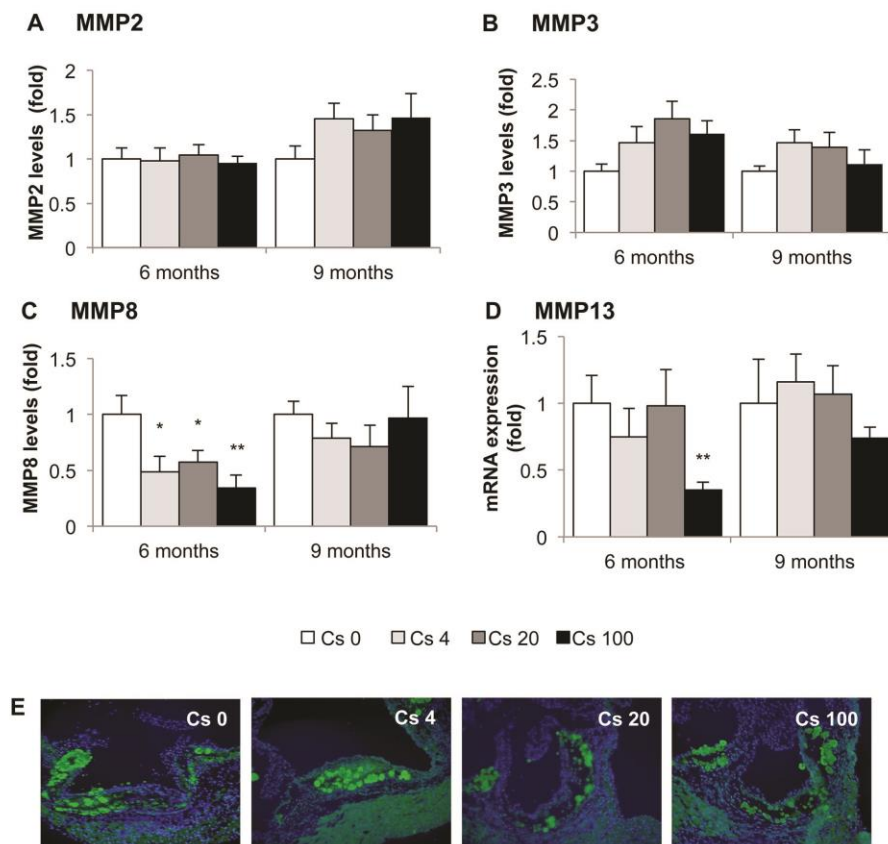 A MMP2
MMP2 levels (fold)
2
1.5
1
0.5
0
6 months 9 months
B MMP3
MMP3 levels (fold)
2.5
2
1.5
1
0.5
0
6 months 9 months
C MMP8
MMP8 levels (fold)
1.5
1
0.5
0
* * **
6 months 9 months
D MMP13
mRNA expression
(fold)
1.5
1
0.5
0
**
6 months 9 months
Cs 0 Cs 4 Cs 20 Cs 100
E Cs 0 Cs 4 Cs 20 Cs 100